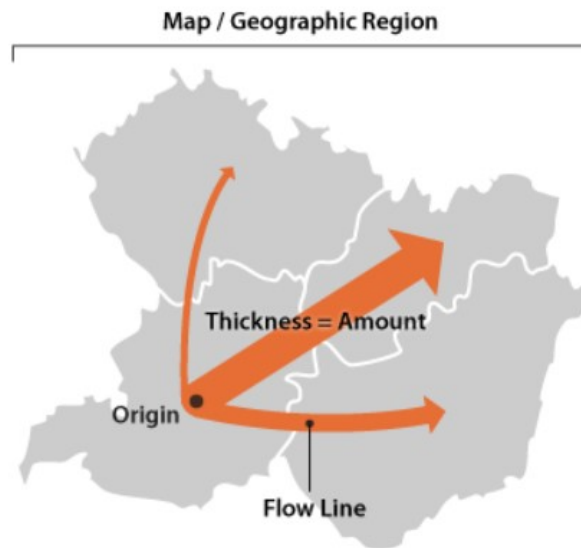 Map / Geographic Region
Thickness = Amount
Origin
Flow Line